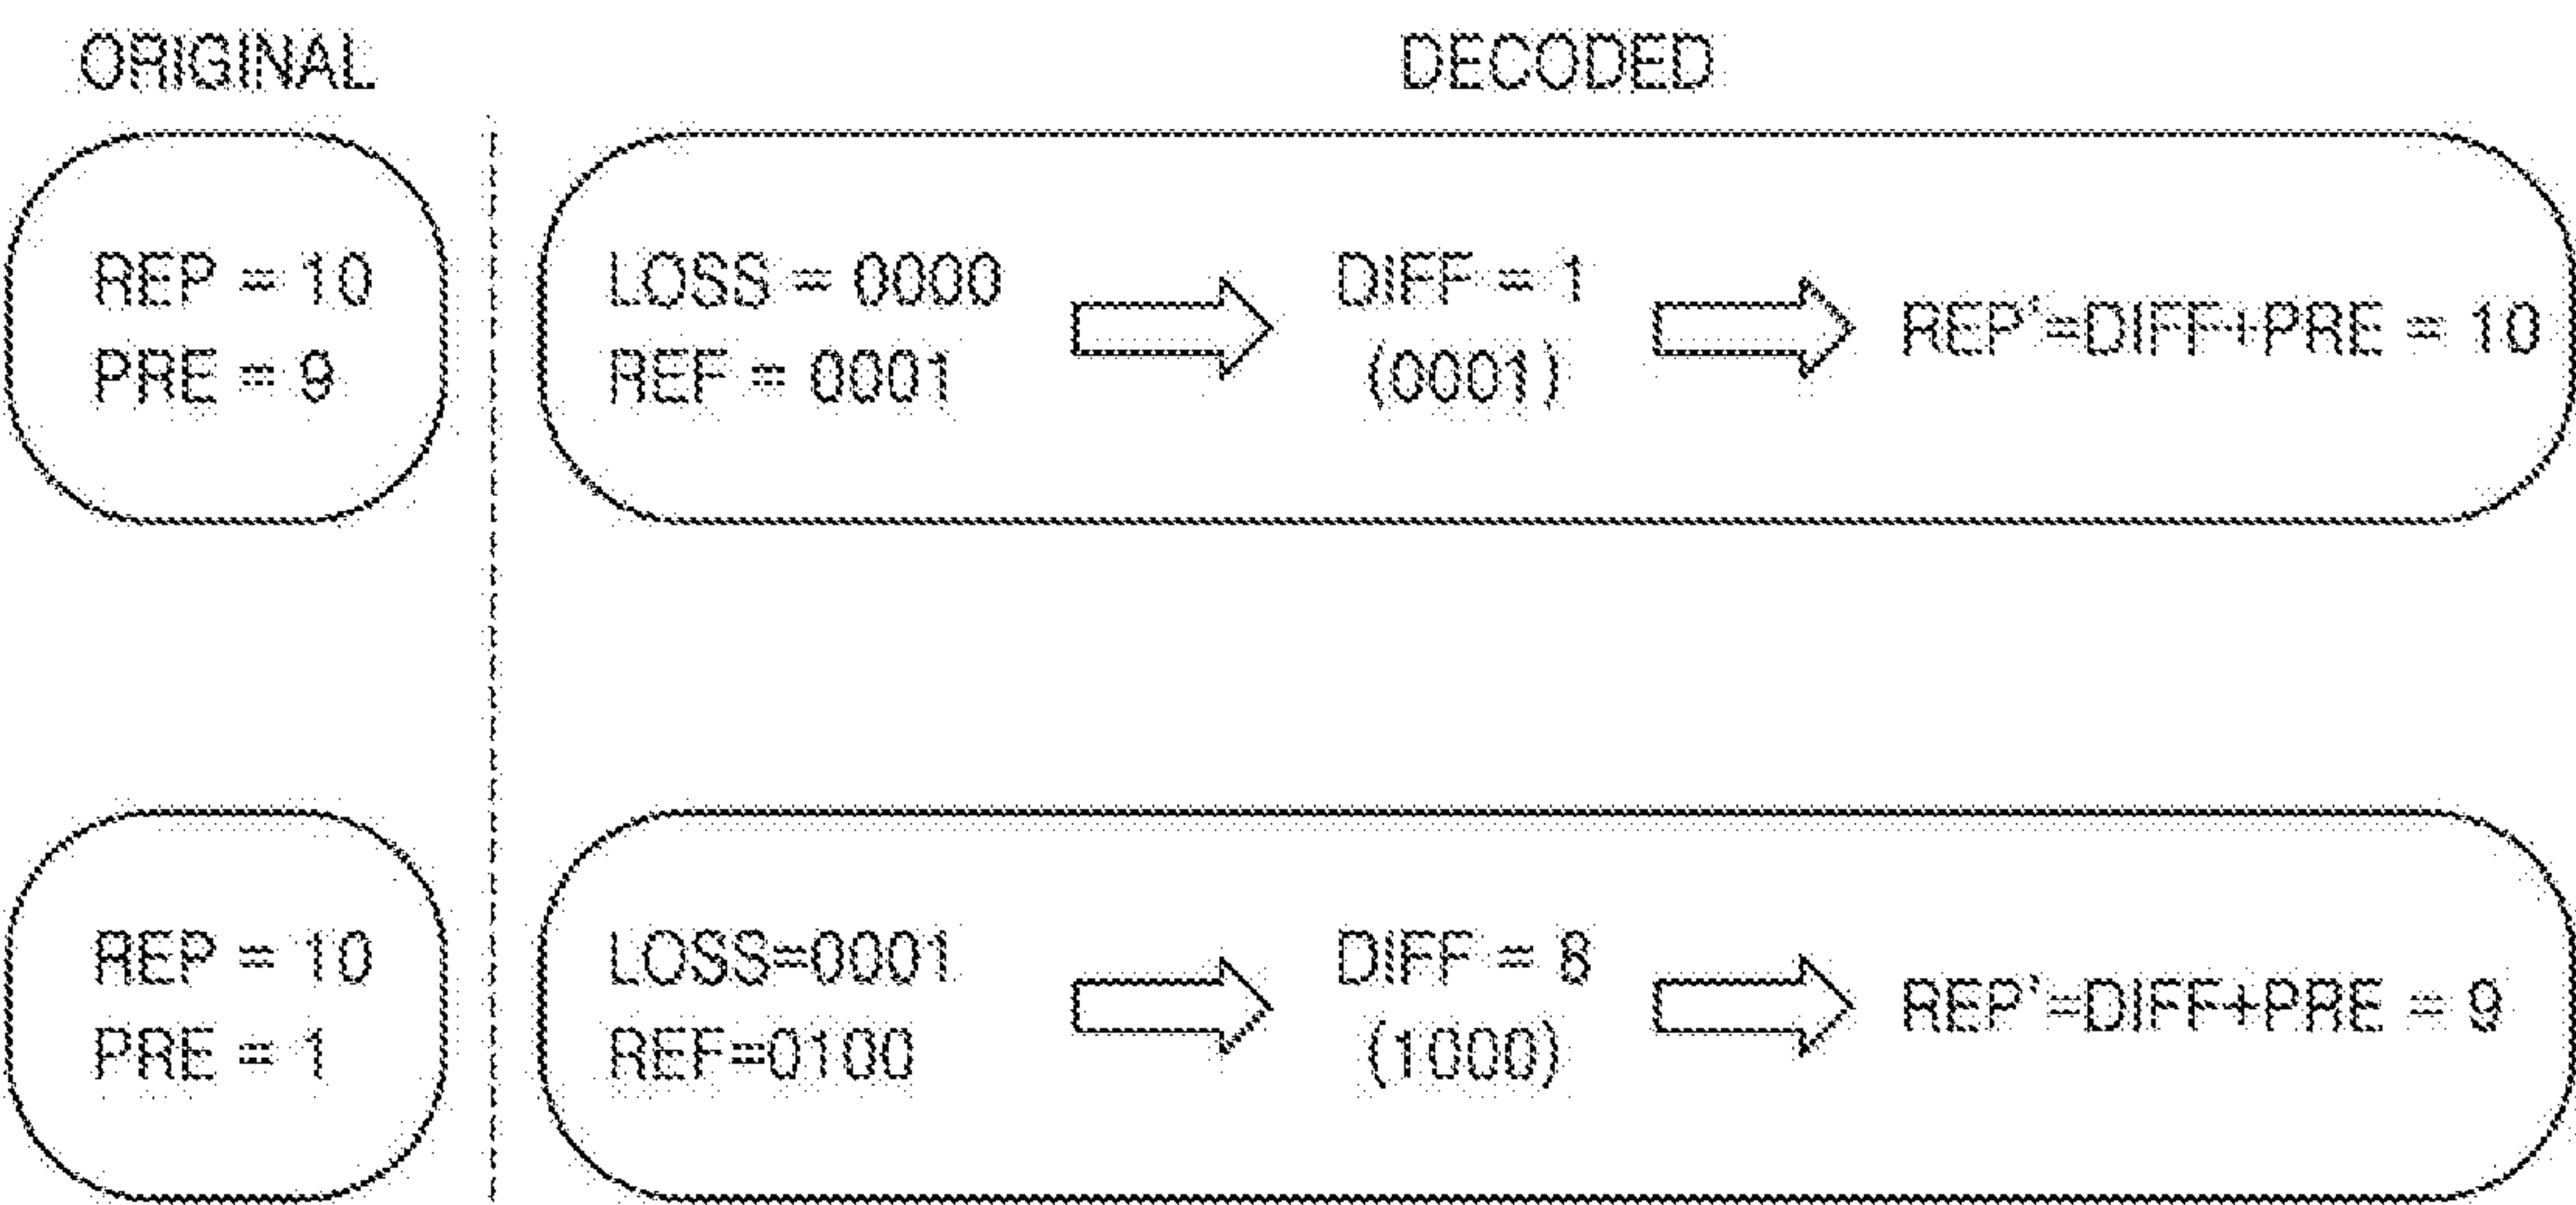 ORIGINAL
DECODED
REP = 10
PRE = 9
LOSS = 0000
REF = 0001
DIFF = 1
(0001)
REP'=DIFF+PRE = 10
REP = 10
PRE = 1
LOSS=0001
REF=0100
DIFF = 8
(1000)
REP'=DIFF+PRE = 9